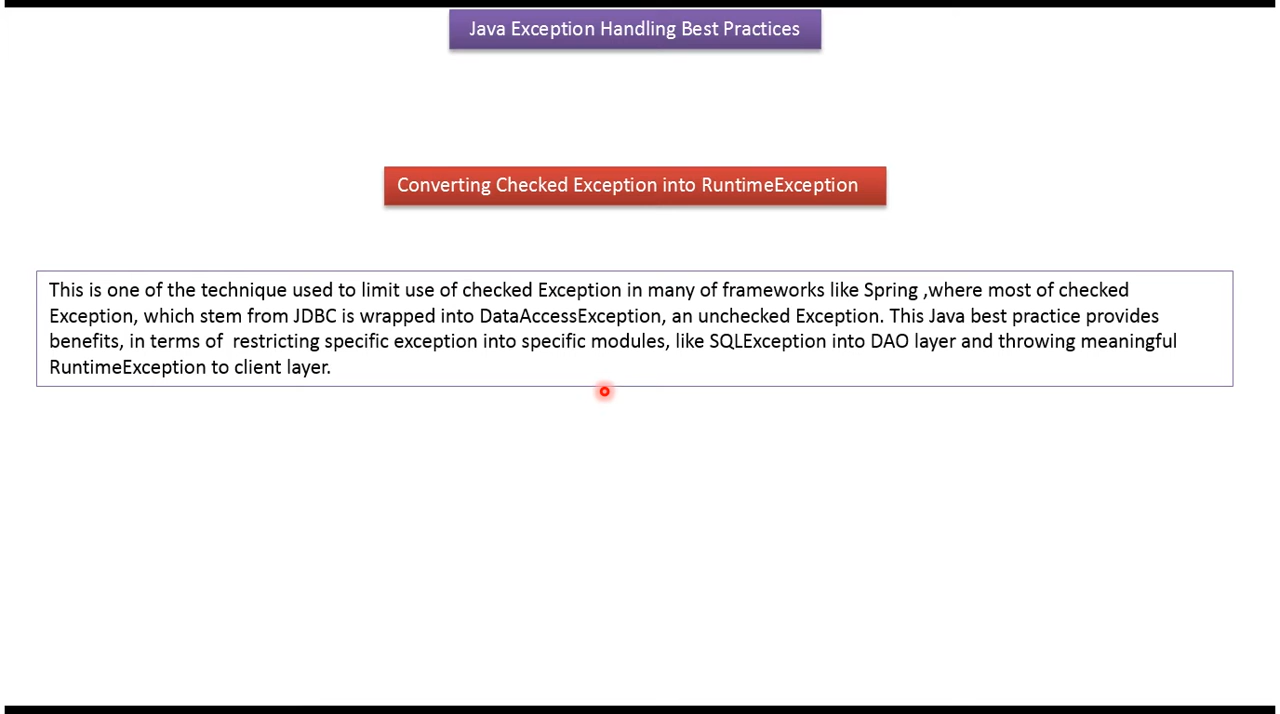 Java Exception Handling Best Practices
Converting Checked Exception into RuntimeException
This is one of the technique used to limit use of checked Exception in many of frameworks like Spring ,where most of checked
Exception, which stem from JDBC is wrapped into DataAccessException, an unchecked Exception. This Java best practice provides
benefits, in terms of  restricting specific exception into specific modules, like SQLException into DAO layer and throwing meaningful
RuntimeException to client layer.